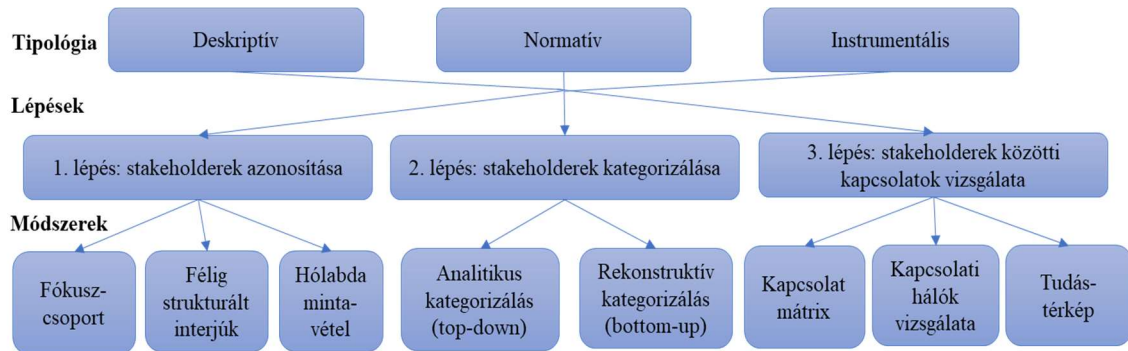 Tipológia
Deskriptív
Normatív
Instrumentális
Lépések
1. lépés: stakeholderek azonosítása
2. lépés: stakeholderek kategorizálása
3. lépés: stakeholderek közötti
kapcsolatok vizsgálata
Módszerek
Fókusz-
csoport
Félig
strukturált
interjúk
Hólabda
minta-
vétel
Analitikus
kategorizálás
(top-down)
Rekonstruktív
kategorizálás
(bottom-up)
Kapcsolat
mátrix
Kapcsolati
hálók
vizsgálata
Tudás-
térkép